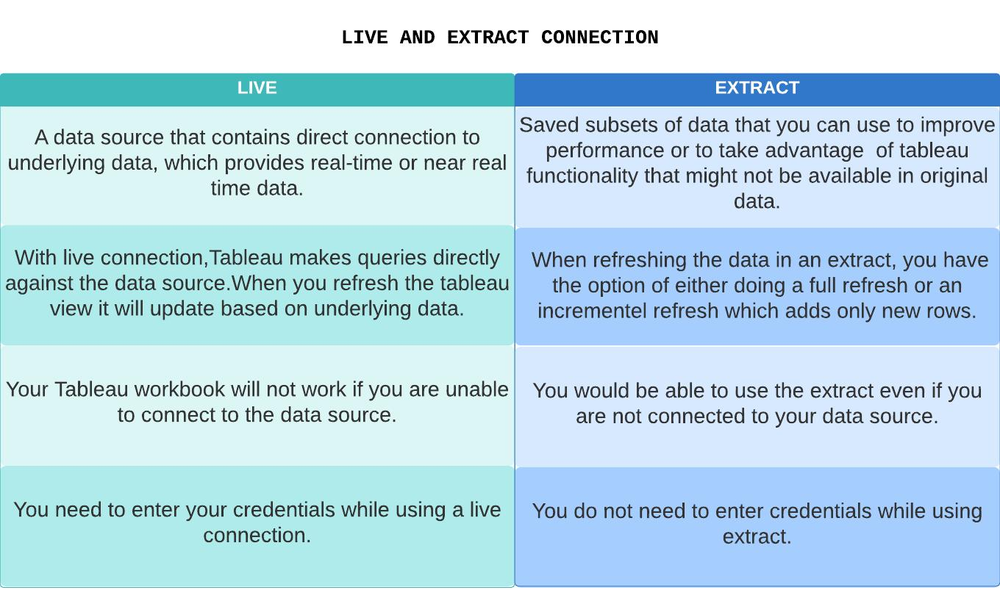 LIVE AND EXTRACT CONNECTION
LIVE
EXTRACT
A data source that contains direct connection to
underlying data, which provides real-time or near real
time data.
Saved subsets of data that you can use to improve
performance or to take advantage  of tableau
functionality that might not be available in original
data.
With live connection,Tableau makes queries directly
against the data source.When you refresh the tableau
view it will update based on underlying data.
When refreshing the data in an extract, you have
the option of either doing a full refresh or an
incrementel refresh which adds only new rows.
Your Tableau workbook will not work if you are unable
to connect to the data source.
You would be able to use the extract even if you
are not connected to your data source.
You need to enter your credentials while using a live
connection.
You do not need to enter credentials while using
extract.